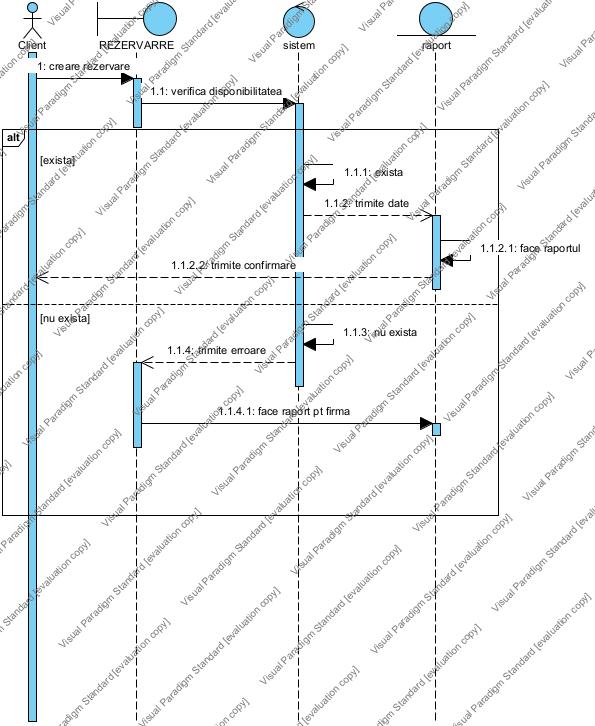 Client
REZERVARRE
sistem
raport
1: creare rezervare
1.1: verifica disponibilitatea
alt
[exista]
1.1.1: exista
1.1.2: trimite date
1.1.2.1: face raportul
1.1.2.2: trimite confirmare
[nu exista]
1.1.3: nu exista
1.1.4: trimite erroare
1.1.4.1: face raport pt firma
Visual Paradigm Standard [evaluation copy]